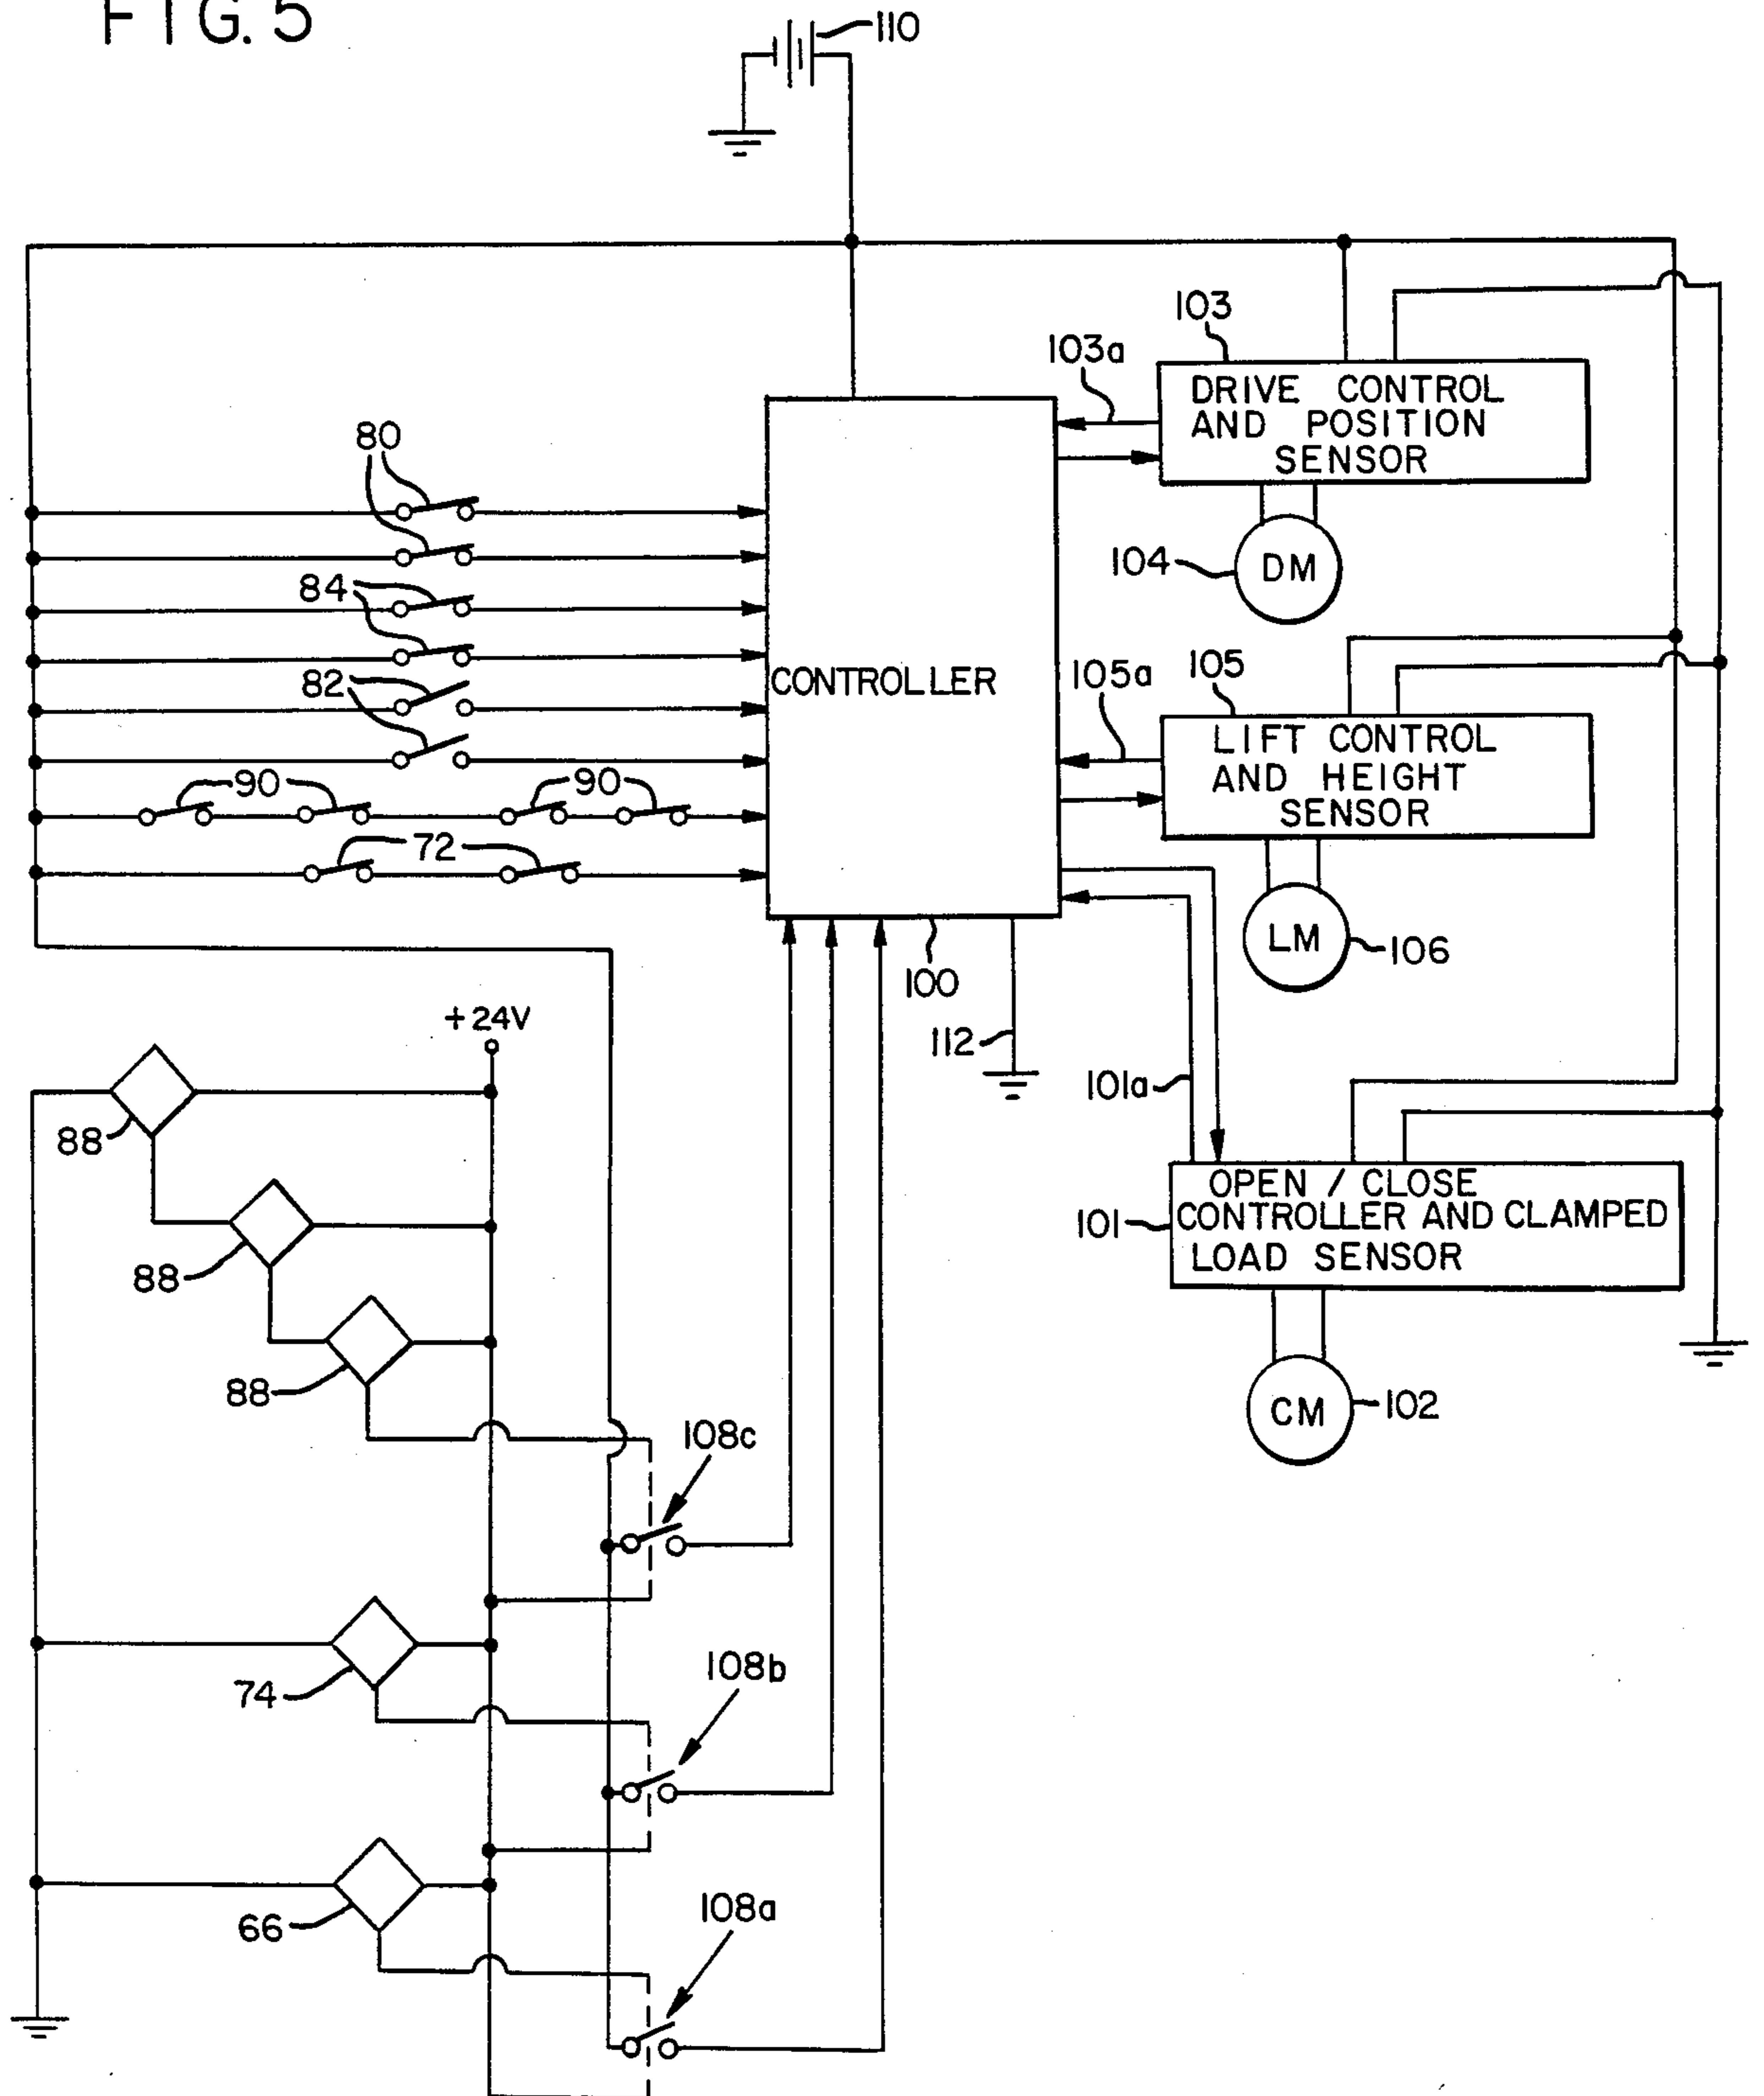 FIG. 5
110
103
103a
DRIVE CONTROL
AND POSITION
SENSOR
80
104
DM
84
82
CONTROLLER
105a
105
LIFT CONTROL
AND HEIGHT
SENSOR
90
90
72
LM
106
100
+24V
112
101a
88
OPEN / CLOSE
CONTROLLER AND CLAMPED
LOAD SENSOR
101
88
88
CM
102
108c
74
108b
66
108a